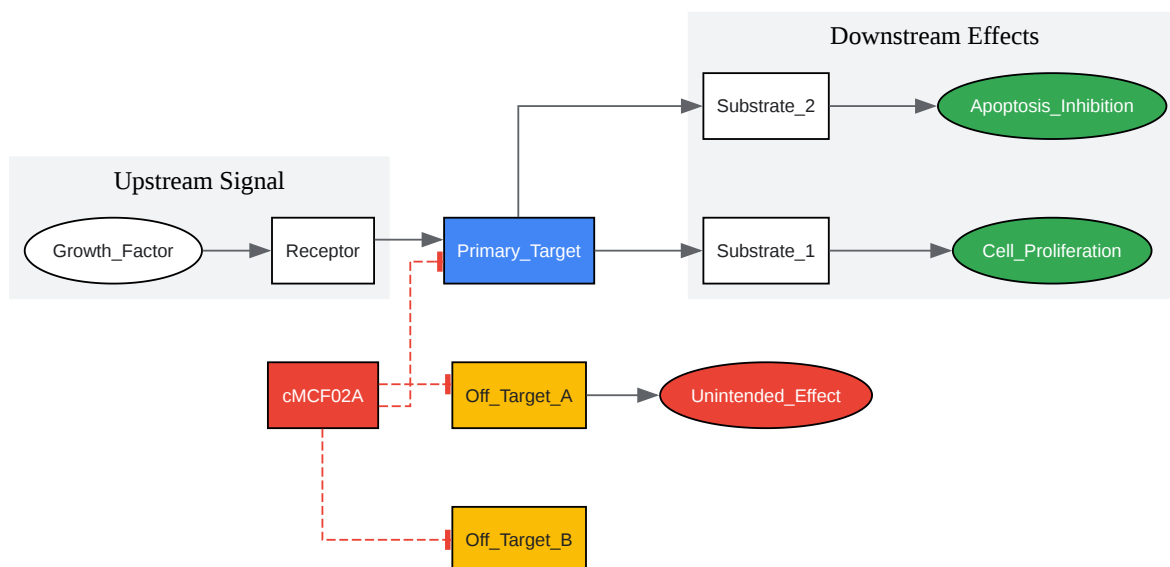 Downstream Effects
Substrate_2
Apoptosis_Inhibition
Upstream Signal
Growth_Factor
Receptor
Primary_Target
Substrate_1
Cell_Proliferation
cMCF02A
Off_Target_A
Unintended_Effect
Off_Target_B